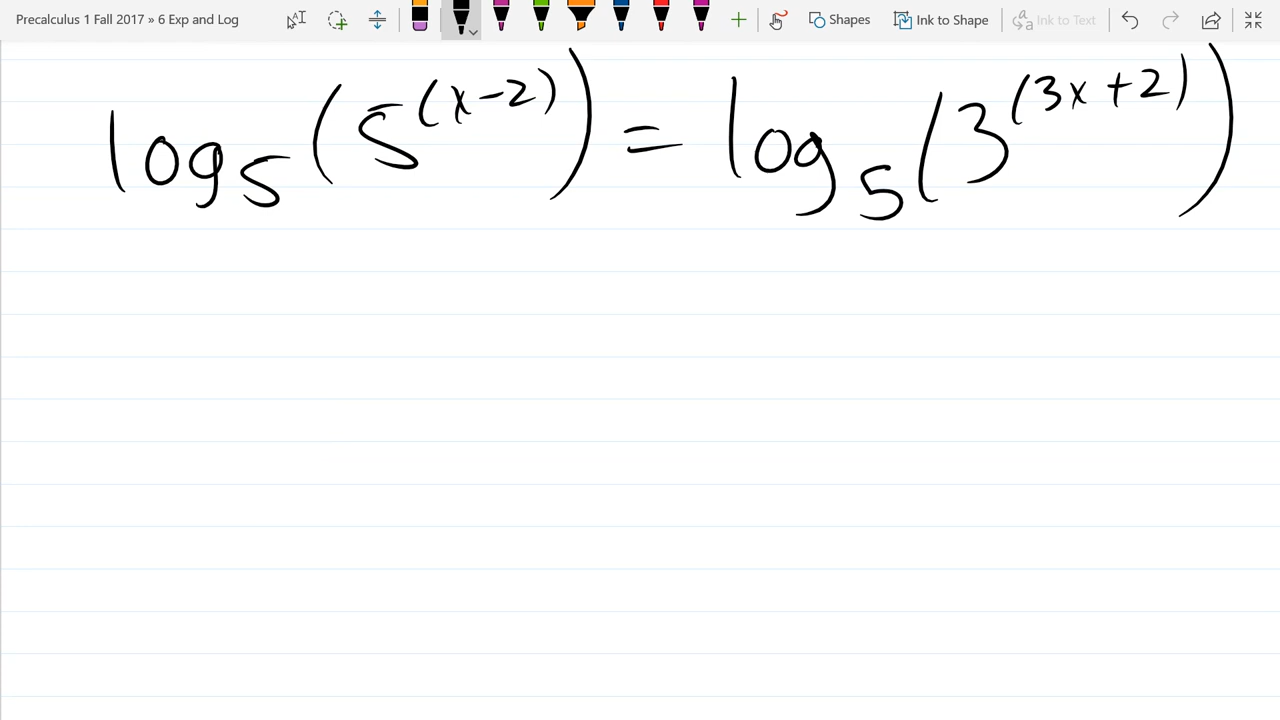 Precalculus 1 Fall 2017 » 6 Exp and Log
Shapes
Ink to Shape
Ink to Text
log₅(5^(x-2)) = log₅(3^(3x+2))